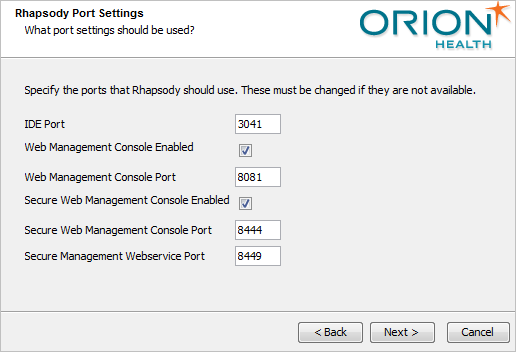 Rhapsody Port Settings
What port settings should be used?
ORION
HEALTH
Specify the ports that Rhapsody should use. These must be changed if they are not available.
IDE Port 3041
Web Management Console Enabled
Web Management Console Port 8081
Secure Web Management Console Enabled
Secure Web Management Console Port 8444
Secure Management Webservice Port 8449
< Back Next > Cancel